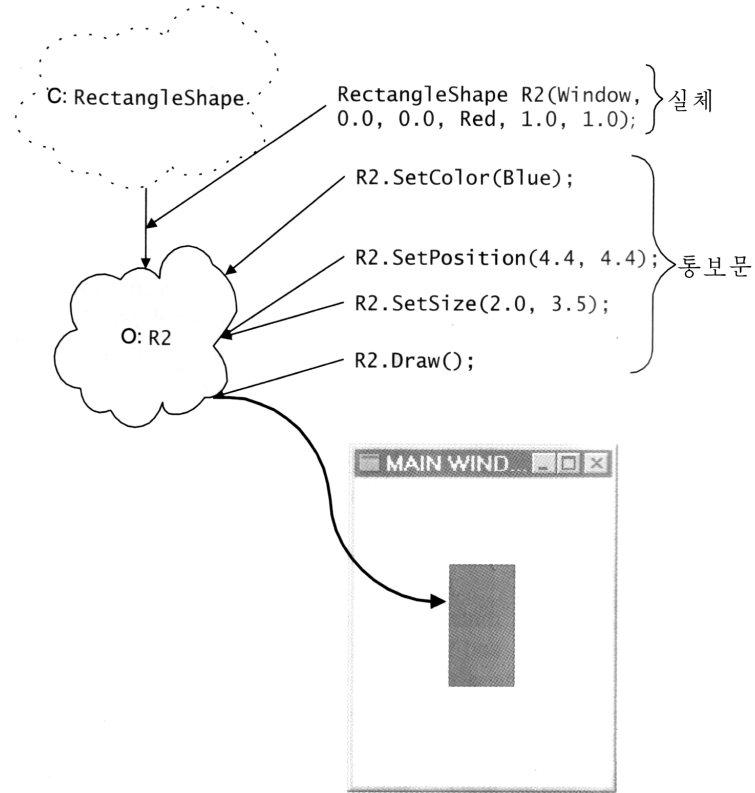 C: RectangleShape
RectangleShape R2(Window,
0.0, 0.0, Red, 1.0, 1.0);
실체
R2.SetColor(Blue);
R2.SetPosition(4.4, 4.4);
통보문
R2.SetSize(2.0, 3.5);
O: R2
R2.Draw();
MAIN WIND...